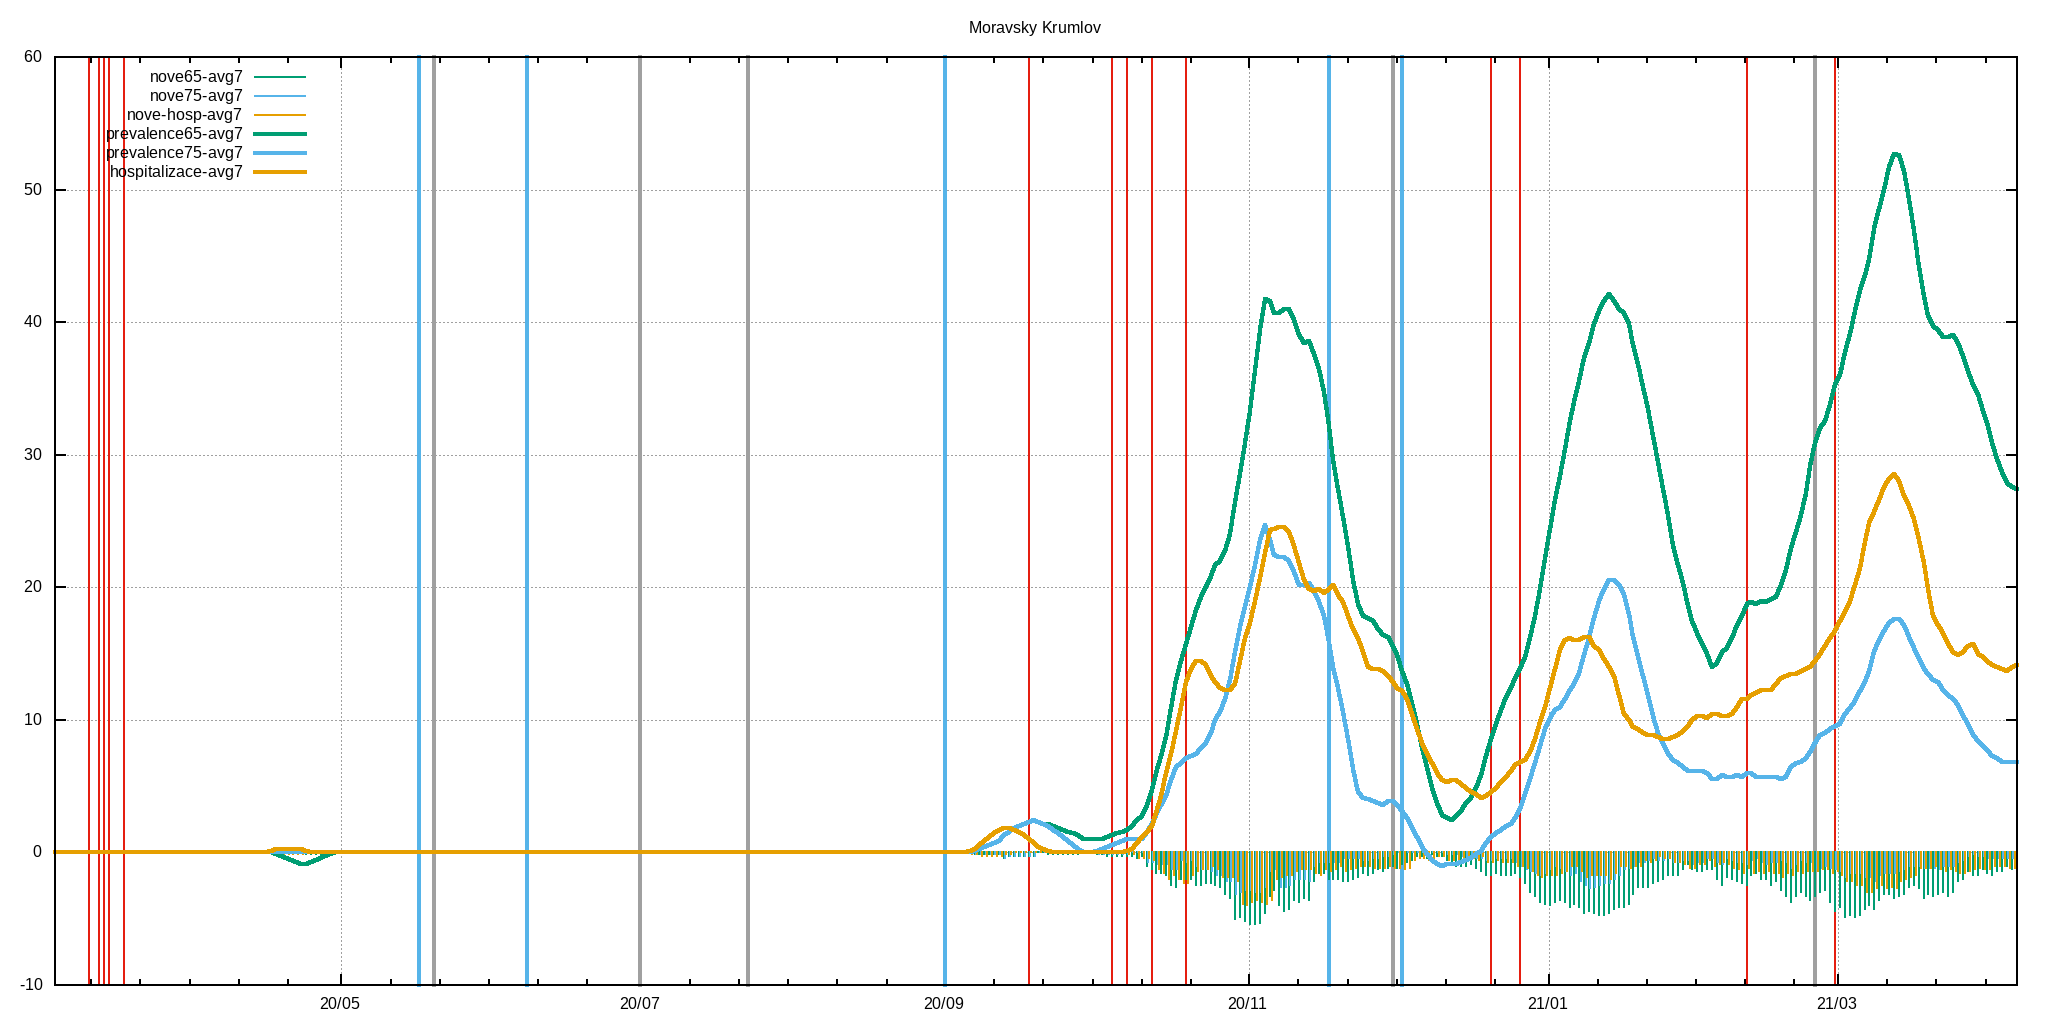 Moravsky Krumlov
60
nove65-avg7
nove75-avg7
nove-hosp-avg7
prevalence65-avg7
prevalence75-avg7
hospitalizace-avg7
50
40
30
20
10
0
-10
20/05 20/07 20/09 20/11 21/01 21/03